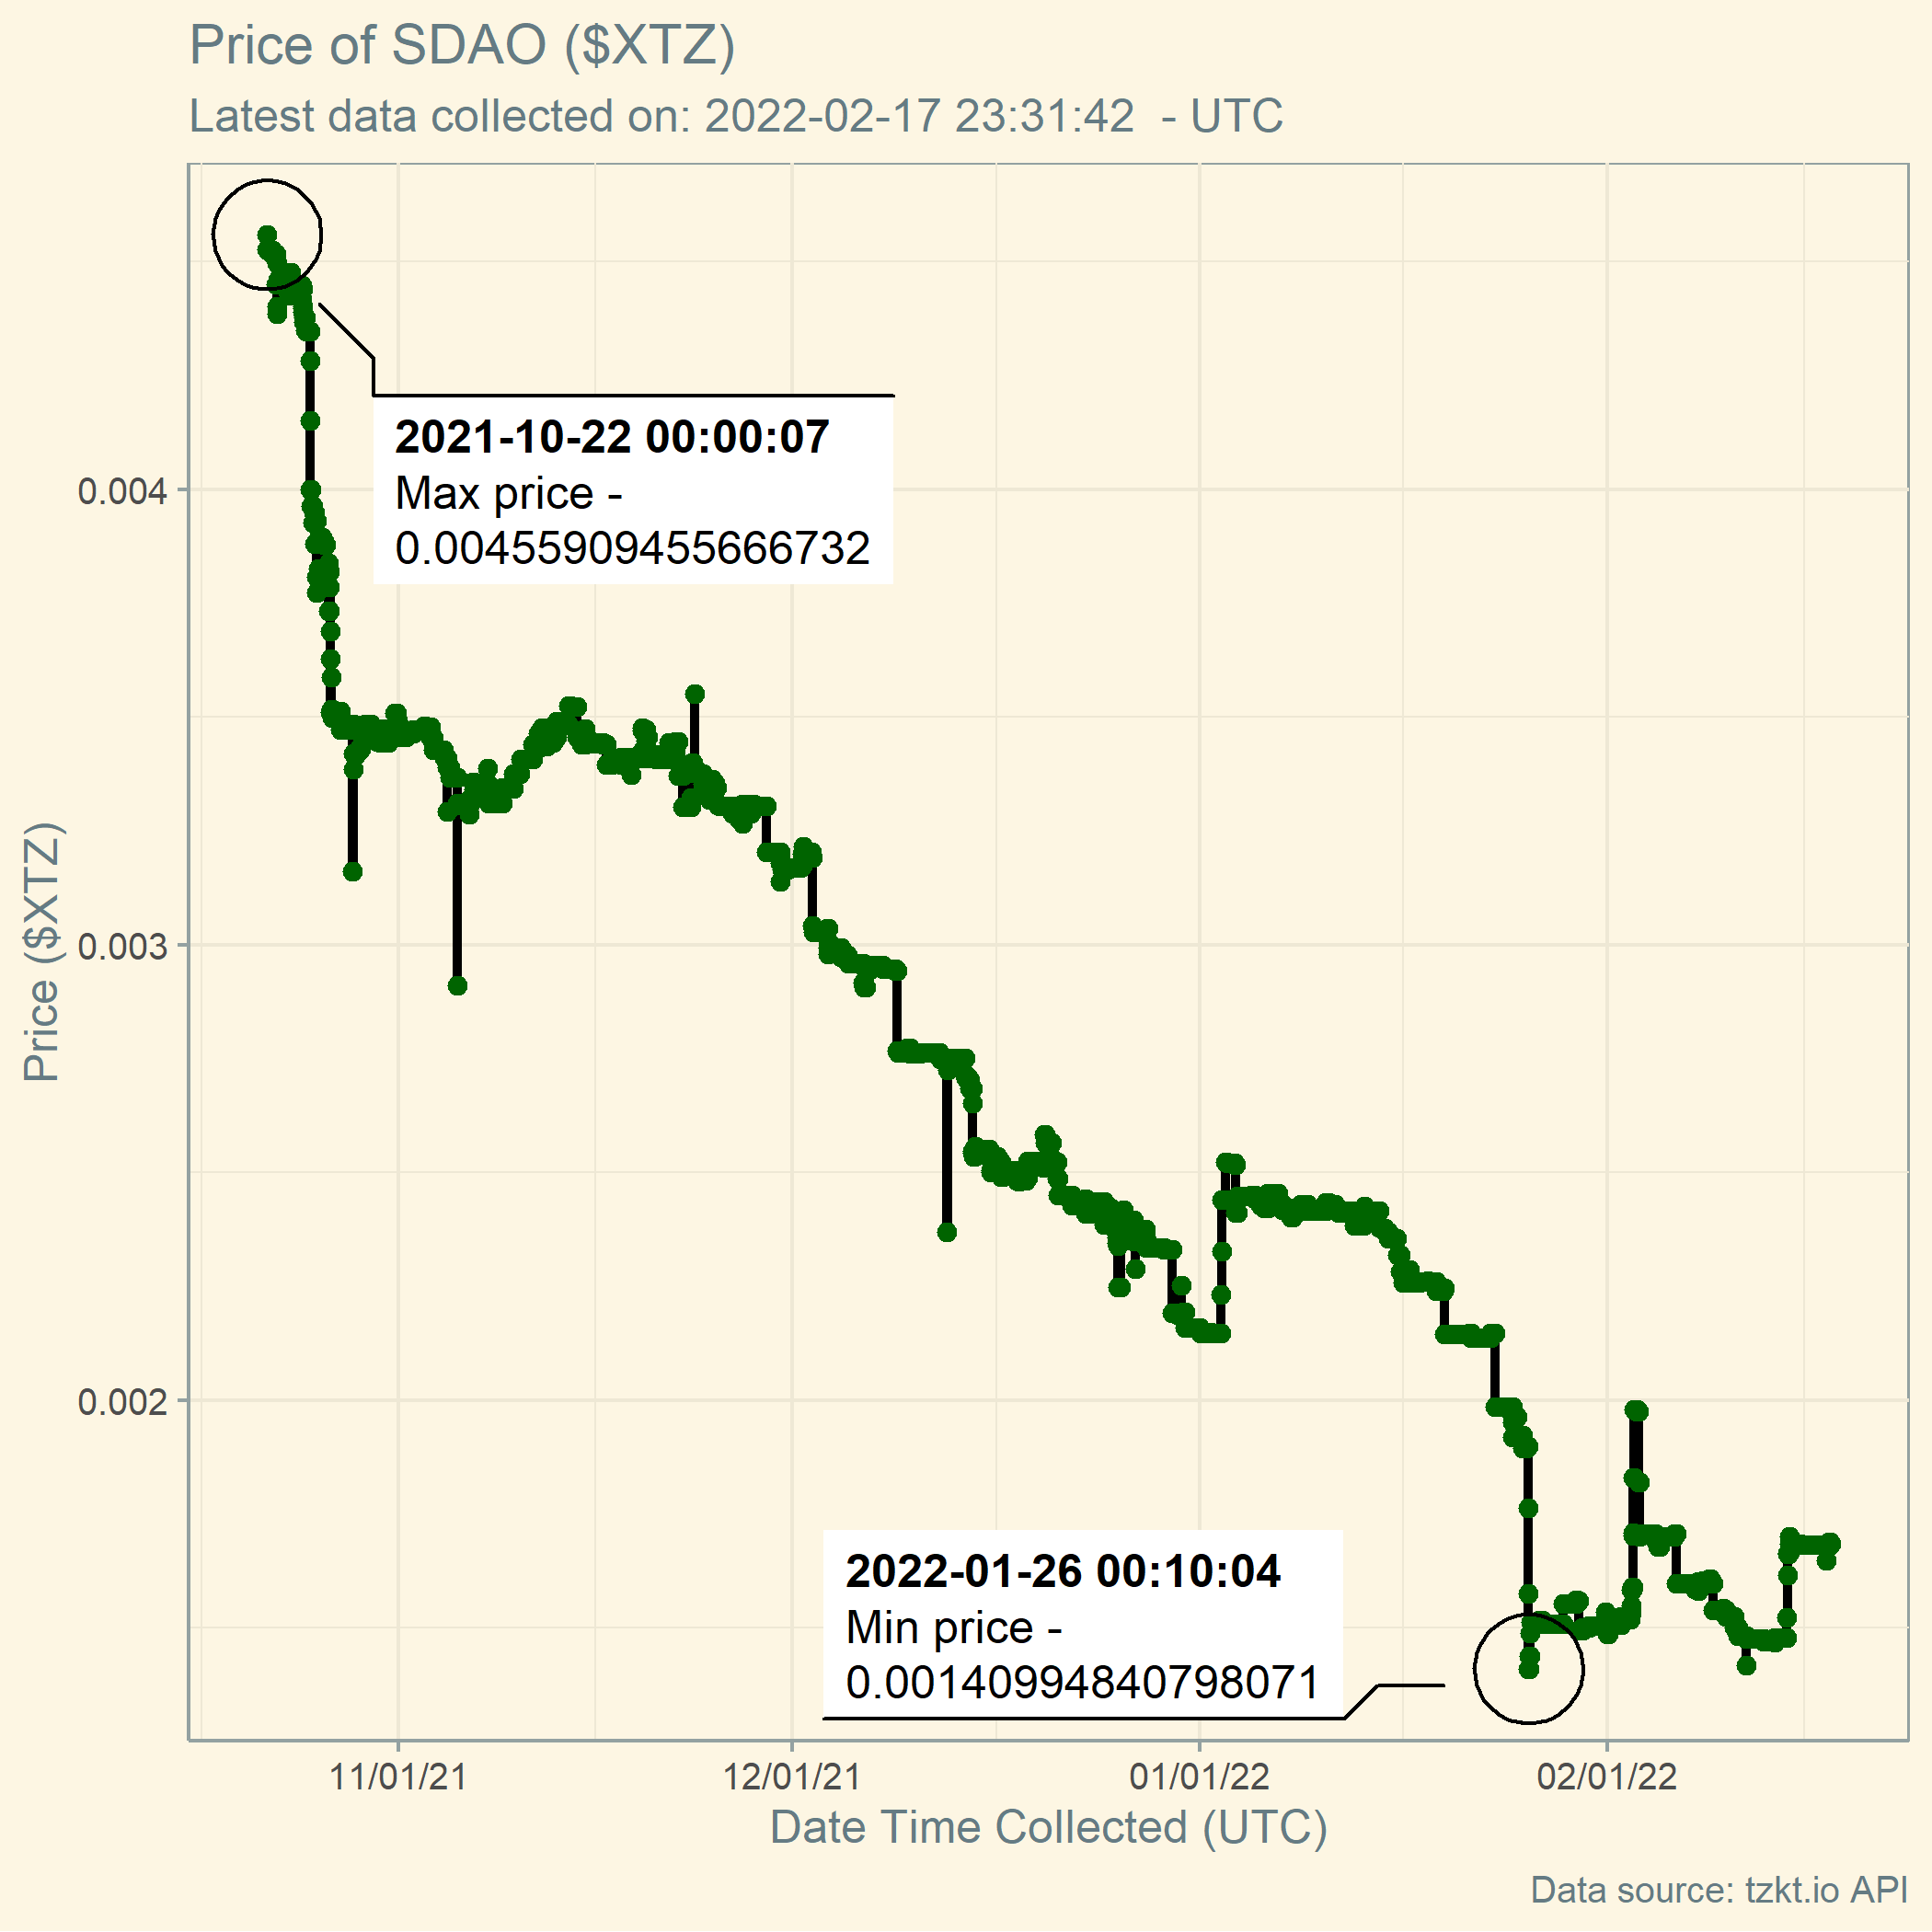 Price of SDAO ($XTZ)
Latest data collected on: 2022-02-17 23:31:42  - UTC
2021-10-22 00:00:07
Max price -
0.00455909455666732
0.004
0.003
0.002
Price ($XTZ)
2022-01-26 00:10:04
Min price -
0.00140994840798071
11/01/21
12/01/21
01/01/22
02/01/22
Date Time Collected (UTC)
Data source: tzkt.io API